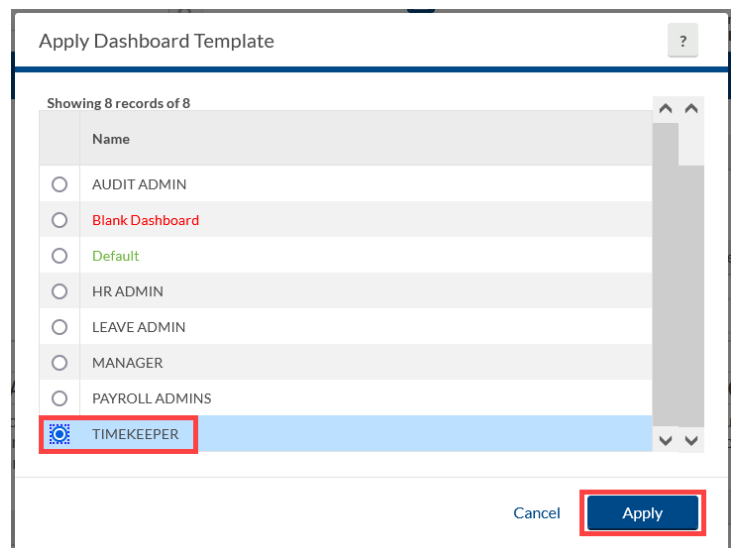 Apply Dashboard Template
?
Showing 8 records of 8
Name
AUDIT ADMIN
Blank Dashboard
Default
HR ADMIN
LEAVE ADMIN
MANAGER
PAYROLL ADMINS
TIMEKEEPER
Cancel
Apply